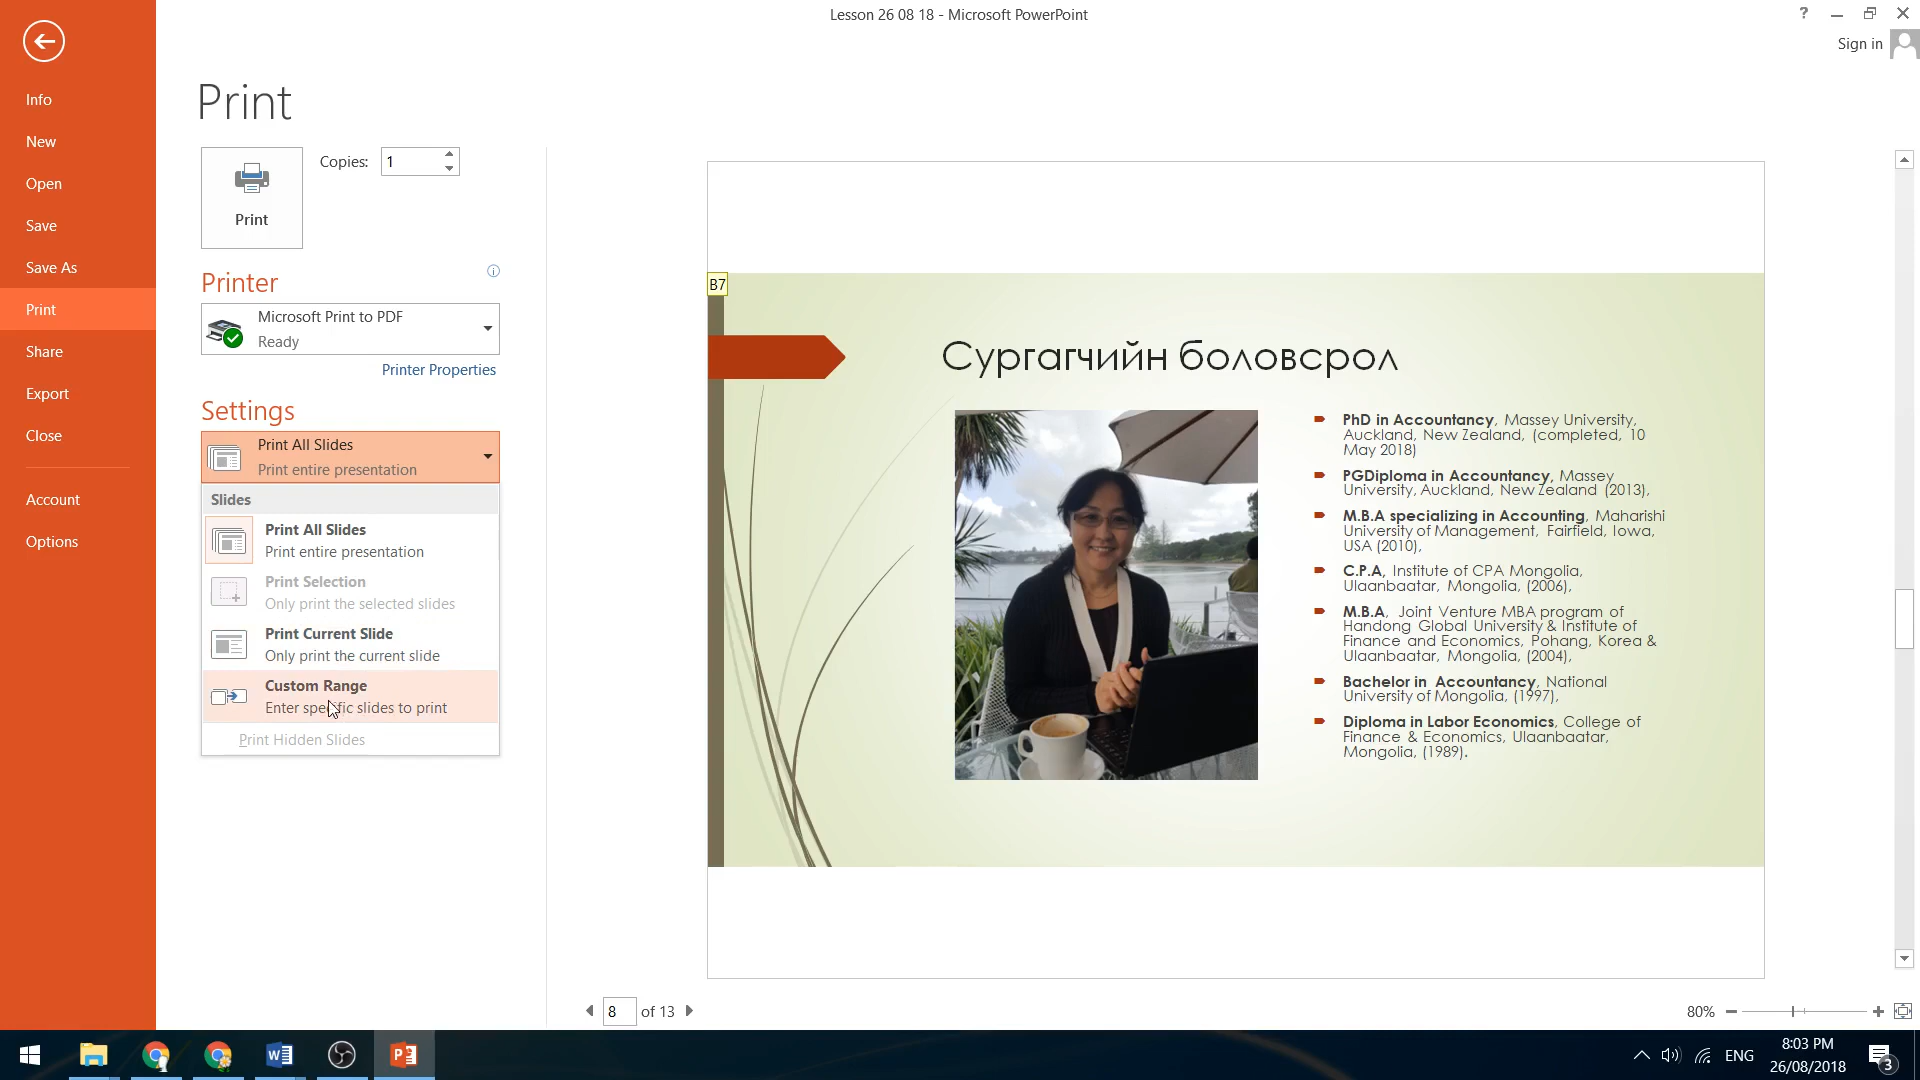 Lesson 26 08 18 - Microsoft PowerPoint
?
Sign in
Info
New
Open
Save
Save As
Print
Share
Export
Close
Account
Options
Print
Print
Copies: 1
Printer
Microsoft Print to PDF
Ready
Printer Properties
Settings
Print All Slides
Print entire presentation
Slides
Print All Slides
Print entire presentation
Print Selection
Only print the selected slides
Print Current Slide
Only print the current slide
Custom Range
Enter specific slides to print
Print Hidden Slides
B7
Сургагчийн боловсрол
PhD in Accountancy, Massey University,
Auckland, New Zealand, (completed, 10
May 2018)
PGDiploma in Accountancy, Massey
University, Auckland, New Zealand (2013),
M.B.A specializing in Accounting, Maharishi
University of Management, Fairfield, Iowa,
USA (2010),
C.P.A, Institute of CPA Mongolia,
Ulaanbaatar, Mongolia, (2006),
M.B.A, Joint Venture MBA program of
Handong Global University & Institute of
Finance and Economics, Pohang, Korea &
Ulaanbaatar, Mongolia, (2004),
Bachelor in Accountancy, National
University of Mongolia, (1997),
Diploma in Labor Economics, College of
Finance & Economics, Ulaanbaatar,
Mongolia, (1989).
8 of 13
80%
ENG
8:03 PM
26/08/2018
3